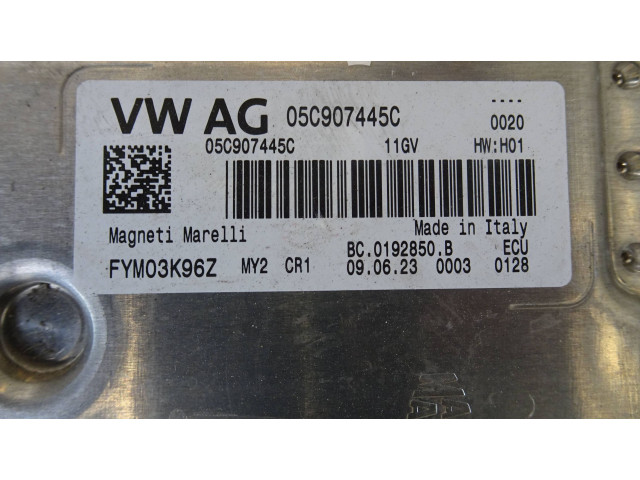 VW AG 05C907445C ----
0020
05C907445C 11GV HW:H01
Magneti Marelli Made in Italy
BC.0192850.B ECU
FYM03K96Z MY2 CR1 09.06.23 0003 0128
MA